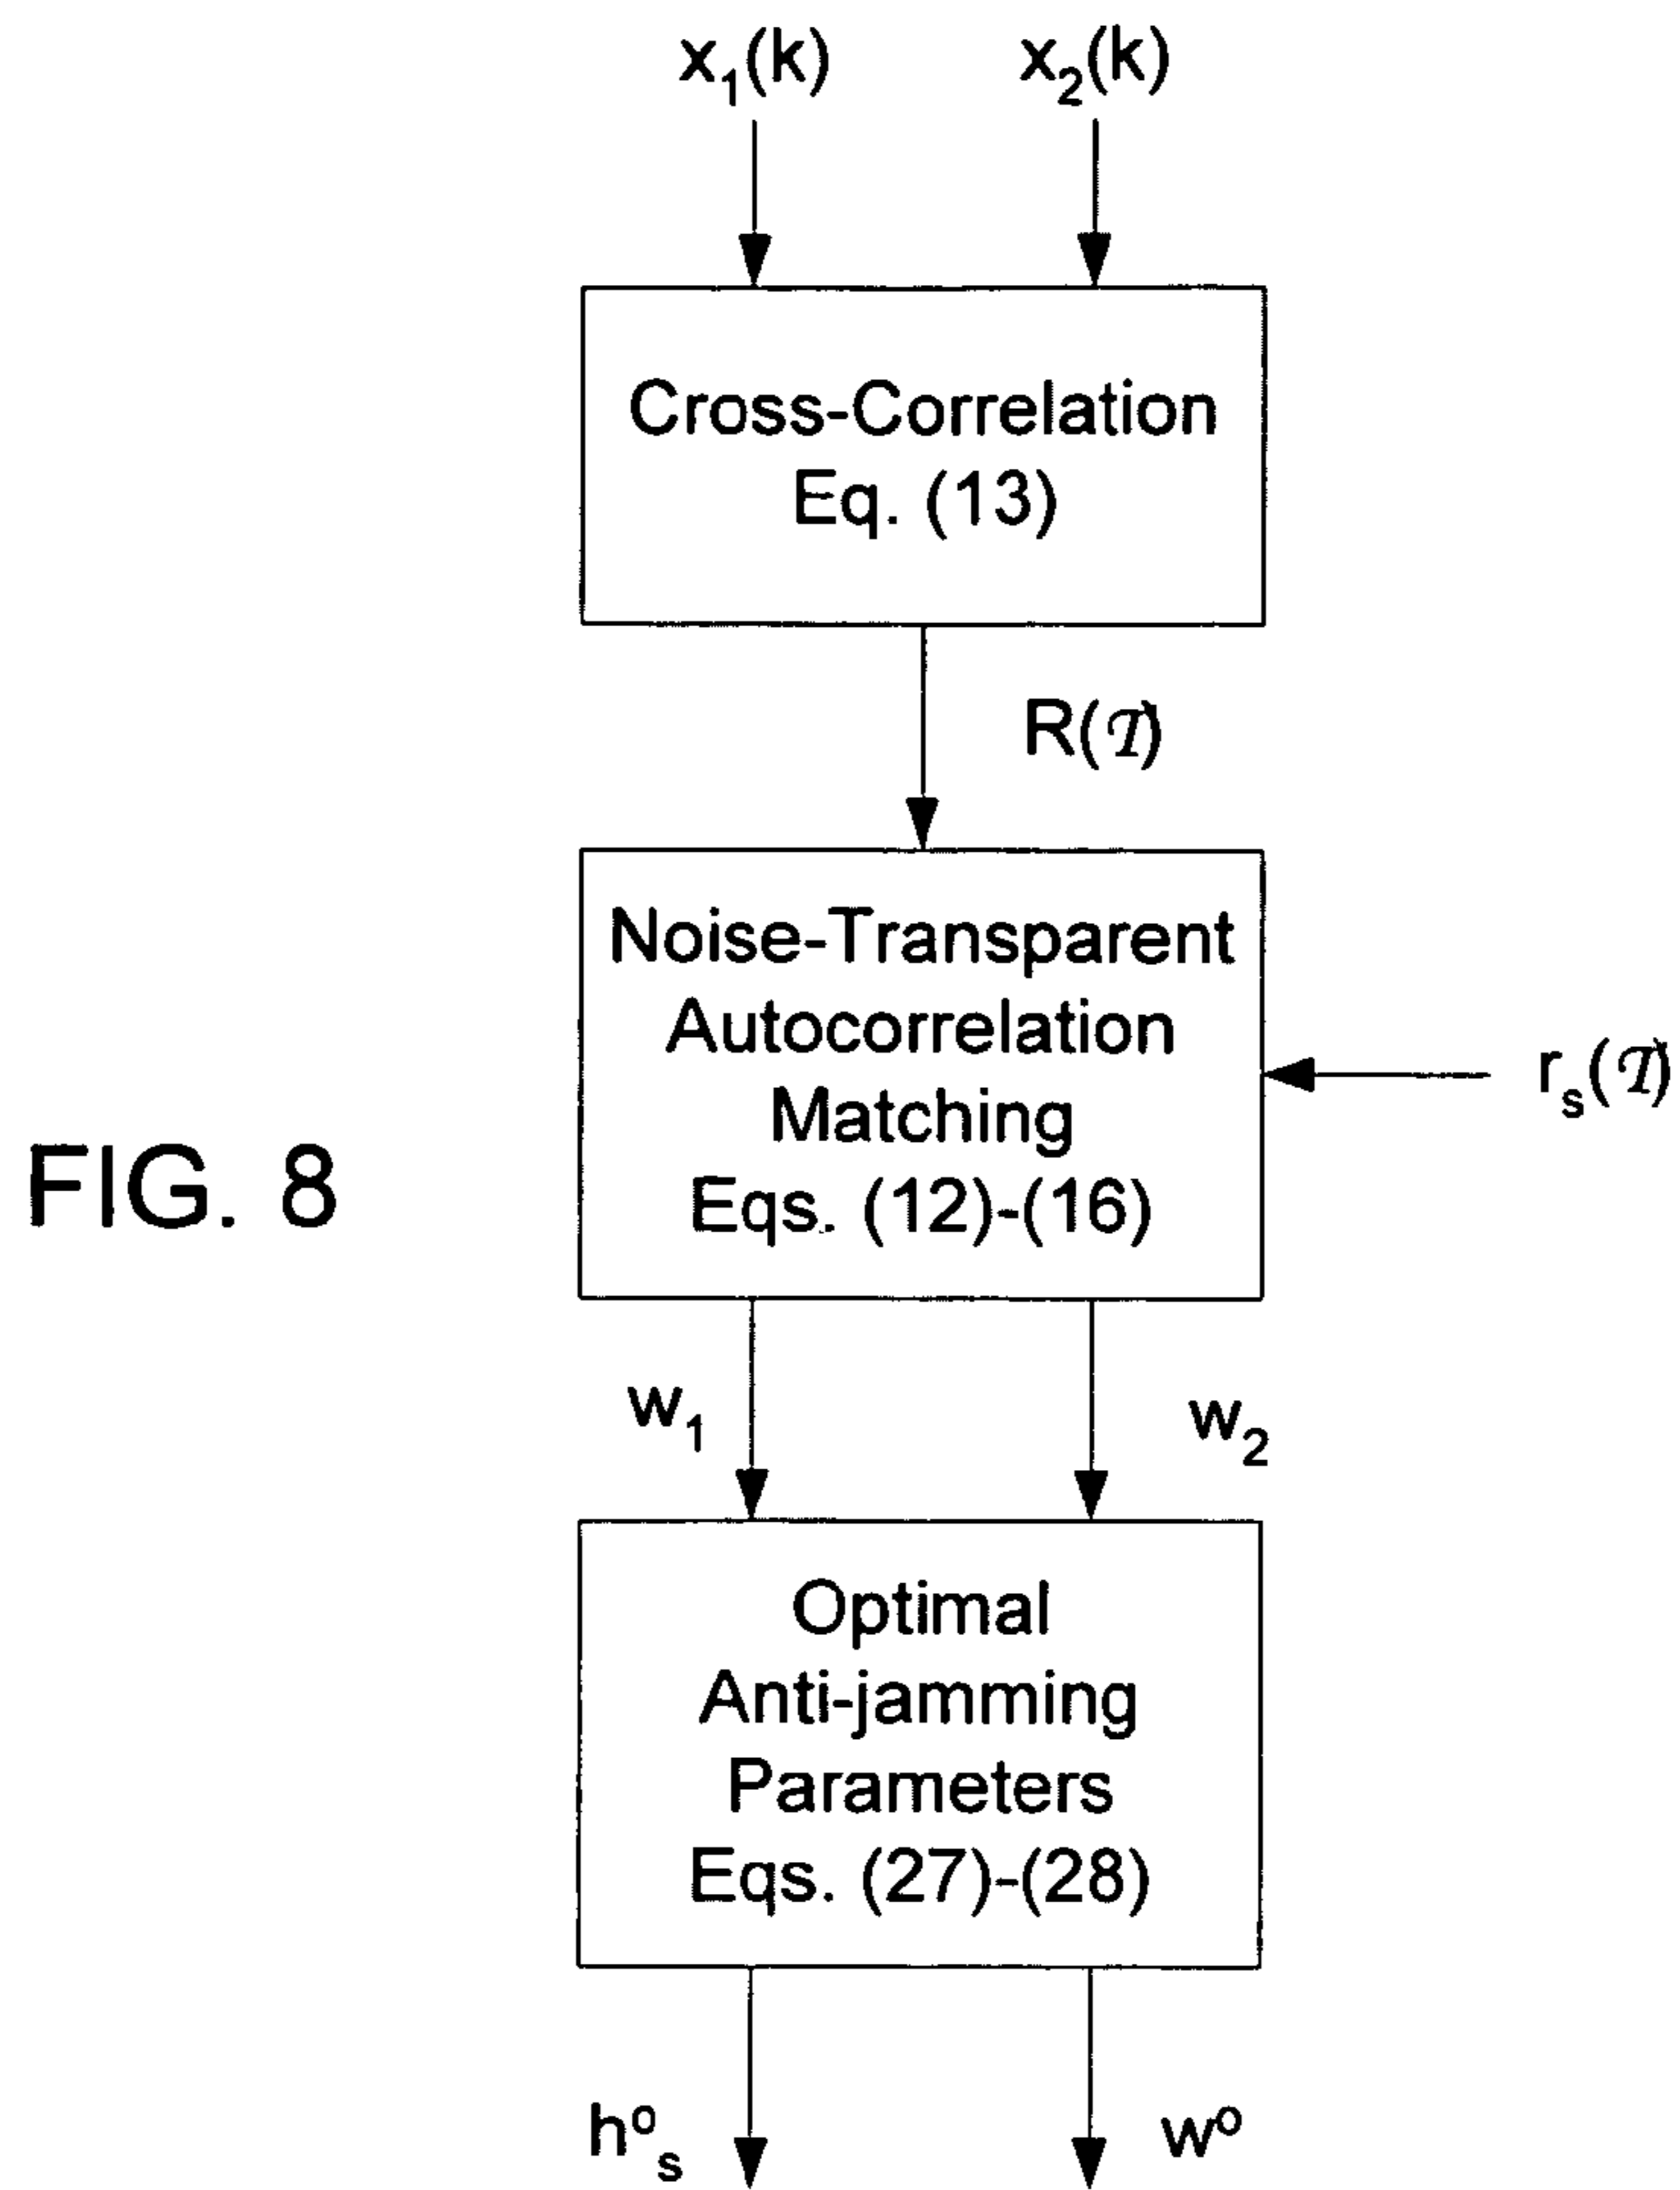 x₁(k) x₂(k)
Cross-Correlation
Eq. (13)
R(𝒯)
Noise-Transparent
Autocorrelation
Matching
Eqs. (12)-(16)
rₛ(𝒯)
FIG. 8
w₁ w₂
Optimal
Anti-jamming
Parameters
Eqs. (27)-(28)
hᵒₛ wᵒ